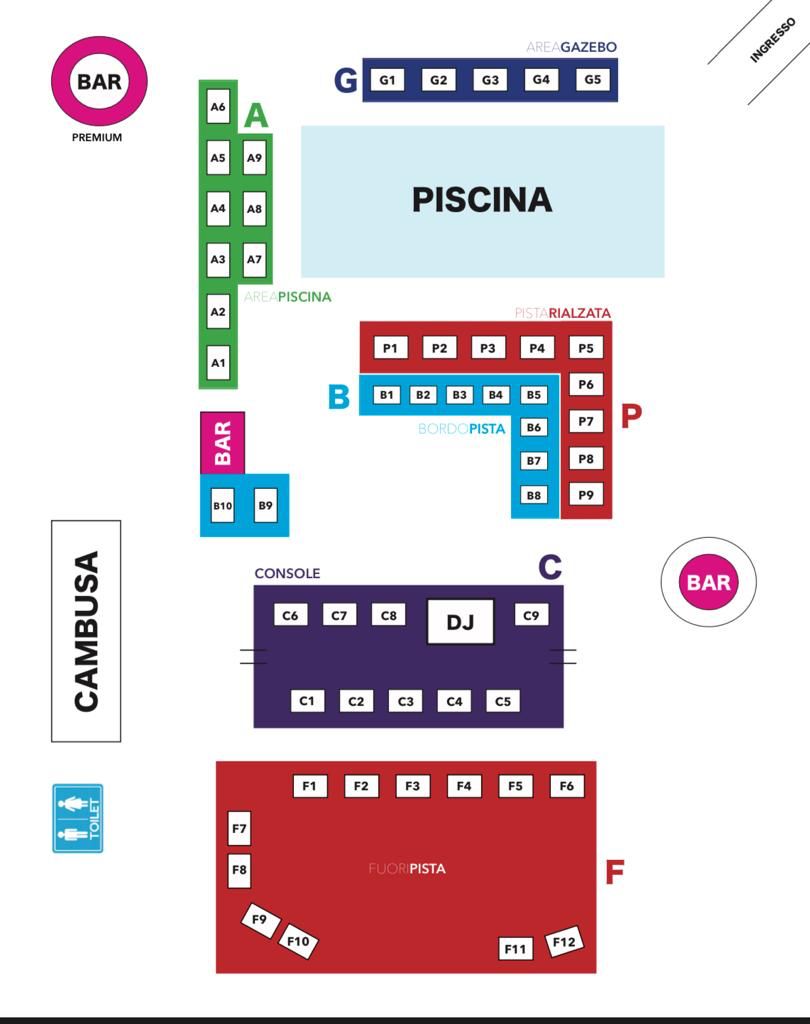 INGRESSO
AREAGAZEBO
BAR
PREMIUM
G
G1 G2 G3 G4 G5
A
A6
A5 A9
A4 A8
A3 A7
A2
A1
PISCINA
AREAPISCINA
PISTARIALZATA
P1 P2 P3 P4 P5
P6
P7
P8
P9
P
B
B1 B2 B3 B4 B5
B6
B7
B8
BORDOPISTA
BAR
B10 B9
CAMBUSA
CONSOLE
C
C6 C7 C8 DJ C9
C1 C2 C3 C4 C5
BAR
TOILET
F1 F2 F3 F4 F5 F6
F7
F8
FUORIPISTA
F
F9
F10
F11 F12